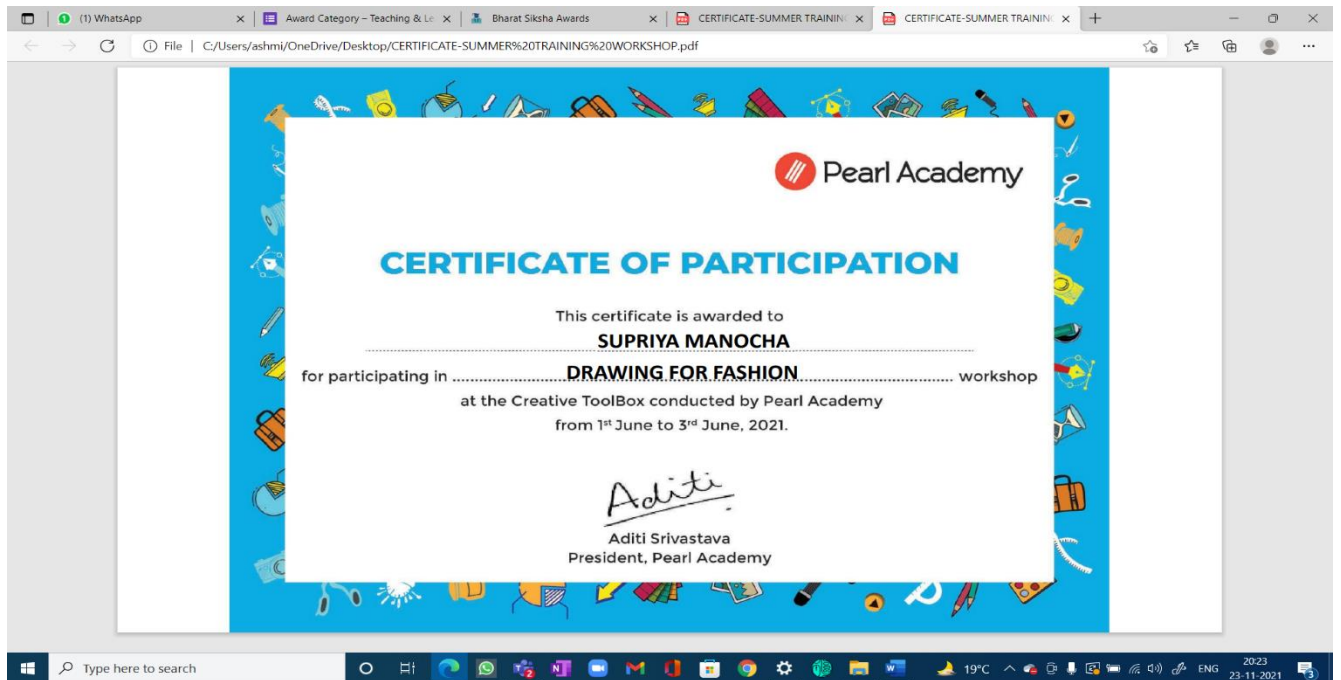 (1) WhatsApp
Award Category – Teaching & Le
Bharat Siksha Awards
CERTIFICATE-SUMMER TRAINING
CERTIFICATE-SUMMER TRAINING
File | C:/Users/ashmi/OneDrive/Desktop/CERTIFICATE-SUMMER%20TRAINING%20WORKSHOP.pdf
Pearl Academy
CERTIFICATE OF PARTICIPATION
This certificate is awarded to
SUPRIYA MANOCHA
for participating in DRAWING FOR FASHION workshop
at the Creative ToolBox conducted by Pearl Academy
from 1st June to 3rd June, 2021.
Aditi
Aditi Srivastava
President, Pearl Academy
Type here to search
19°C
ENG
20:23
23-11-2021